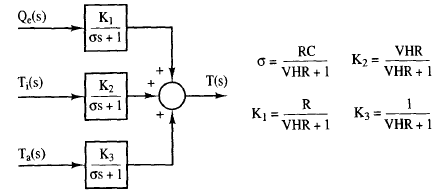 Qe(s)
K1
σs + 1
Ti(s)
K2
σs + 1
Ta(s)
K3
σs + 1
+
+
+
T(s)
σ = RC / VHR + 1
K2 = VHR / VHR + 1
K1 = R / VHR + 1
K3 = 1 / VHR + 1